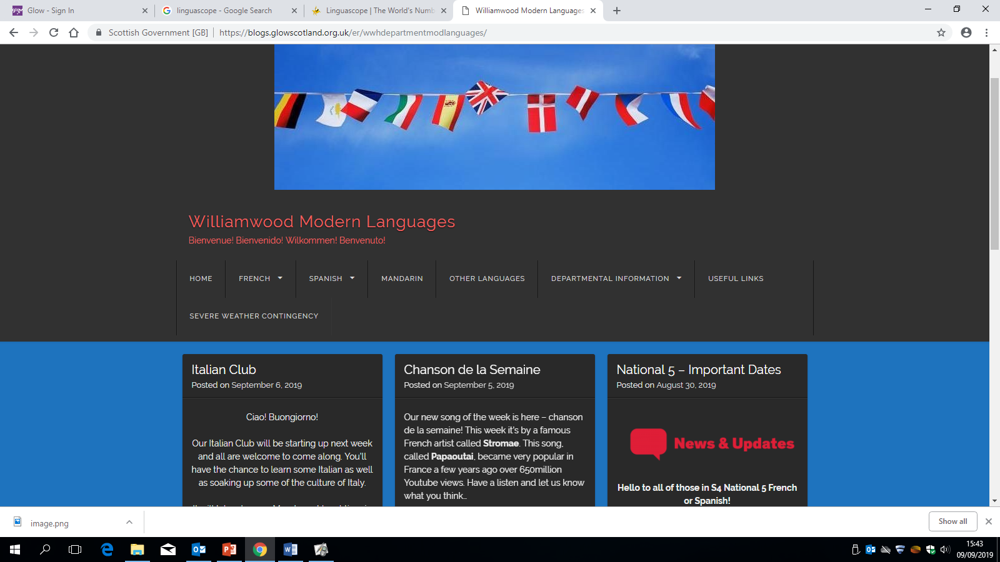 Glow - Sign In
linguascope - Google Search
Linguascope | The World's Numb
Williamwood Modern Languages
Scottish Government [GB]
https://blogs.glowscotland.org.uk/er/wwhdepartmentmodlanguages/
Williamwood Modern Languages
Bienvenue! Bienvenido! Wilkommen! Benvenuto!
HOME
FRENCH
SPANISH
MANDARIN
OTHER LANGUAGES
DEPARTMENTAL INFORMATION
USEFUL LINKS
SEVERE WEATHER CONTINGENCY
Italian Club
Posted on September 6, 2019
Ciao! Buongiorno!
Our Italian Club will be starting up next week
and all are welcome to come along. You'll
have the chance to learn some Italian as well
as soaking up some of the culture of Italy.
Chanson de la Semaine
Posted on September 5, 2019
Our new song of the week is here – chanson
de la semaine! This week it's by a famous
French artist called Stromae. This song,
called Papaoutai, became very popular in
France a few years ago over 650million
Youtube views. Have a listen and let us know
what you think…
National 5 – Important Dates
Posted on August 30, 2019
News & Updates
Hello to all of those in S4 National 5 French
or Spanish!
image.png
Show all
15:43
09/09/2019